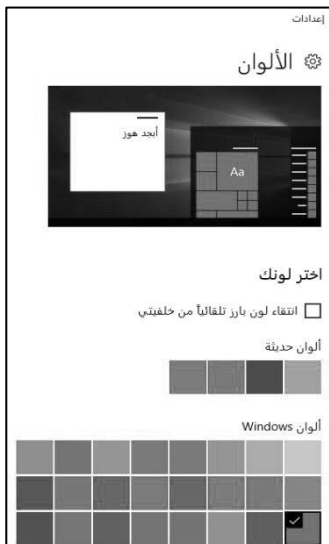 إعدادات
الألوان
أبجد هوز
Aa
اختر لونك
انتقاء لون بارز تلقائياً من خلفيتي
ألوان حديثة
ألوان Windows